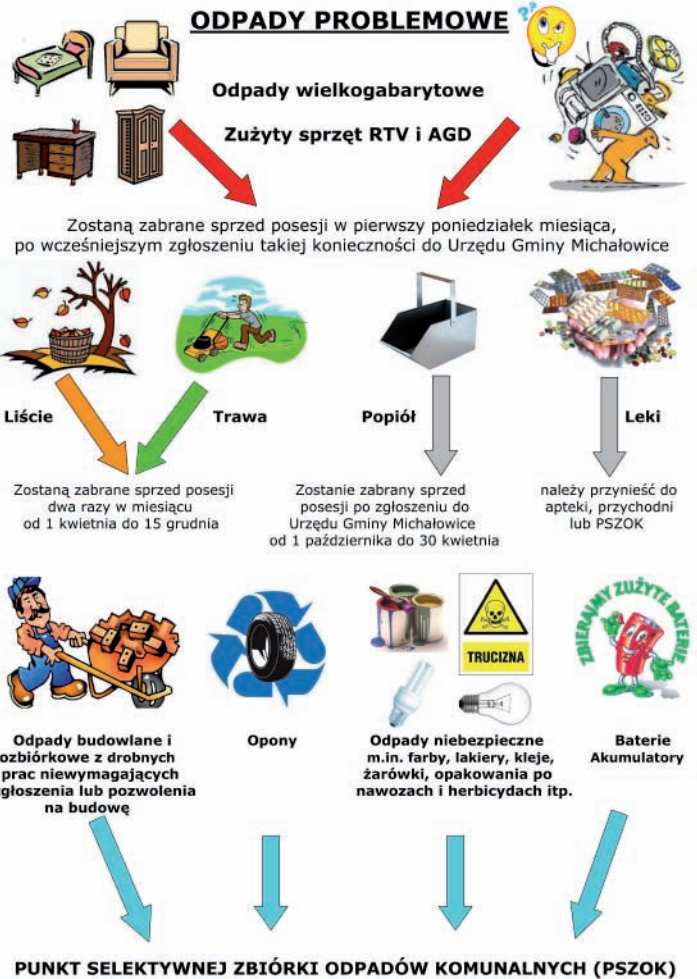 ODPADY PROBLEMOWE
??
Odpady wielkogabarytowe
Zużyty sprzęt RTV i AGD
Zostaną zabrane sprzed posesji w pierwszy poniedziałek miesiąca,
po wcześniejszym zgłoszeniu takiej konieczności do Urzędu Gminy Michałowice
Liście
Trawa
Popiół
Leki
Zostaną zabrane sprzed posesji
dwa razy w miesiącu
od 1 kwietnia do 15 grudnia
Zostanie zabrany sprzed
posesji po zgłoszeniu do
Urzędu Gminy Michałowice
od 1 października do 30 kwietnia
należy przynieść do
apteki, przychodni
lub PSZOK
TRUCIZNA
ZBIERAJMY ZUŻYTE BATERIE
Odpady budowlane i
ozbiórkowe z drobnych
prac niewymagających
głoszenia lub pozwolenia
na budowę
Opony
Odpady niebezpieczne
m.in. farby, lakiery, kleje,
żarówki, opakowania po
nawozach i herbicydach itp.
Baterie
Akumulatory
PUNKT SELEKTYWNEJ ZBIÓRKI ODPADÓW KOMUNALNYCH (PSZOK)